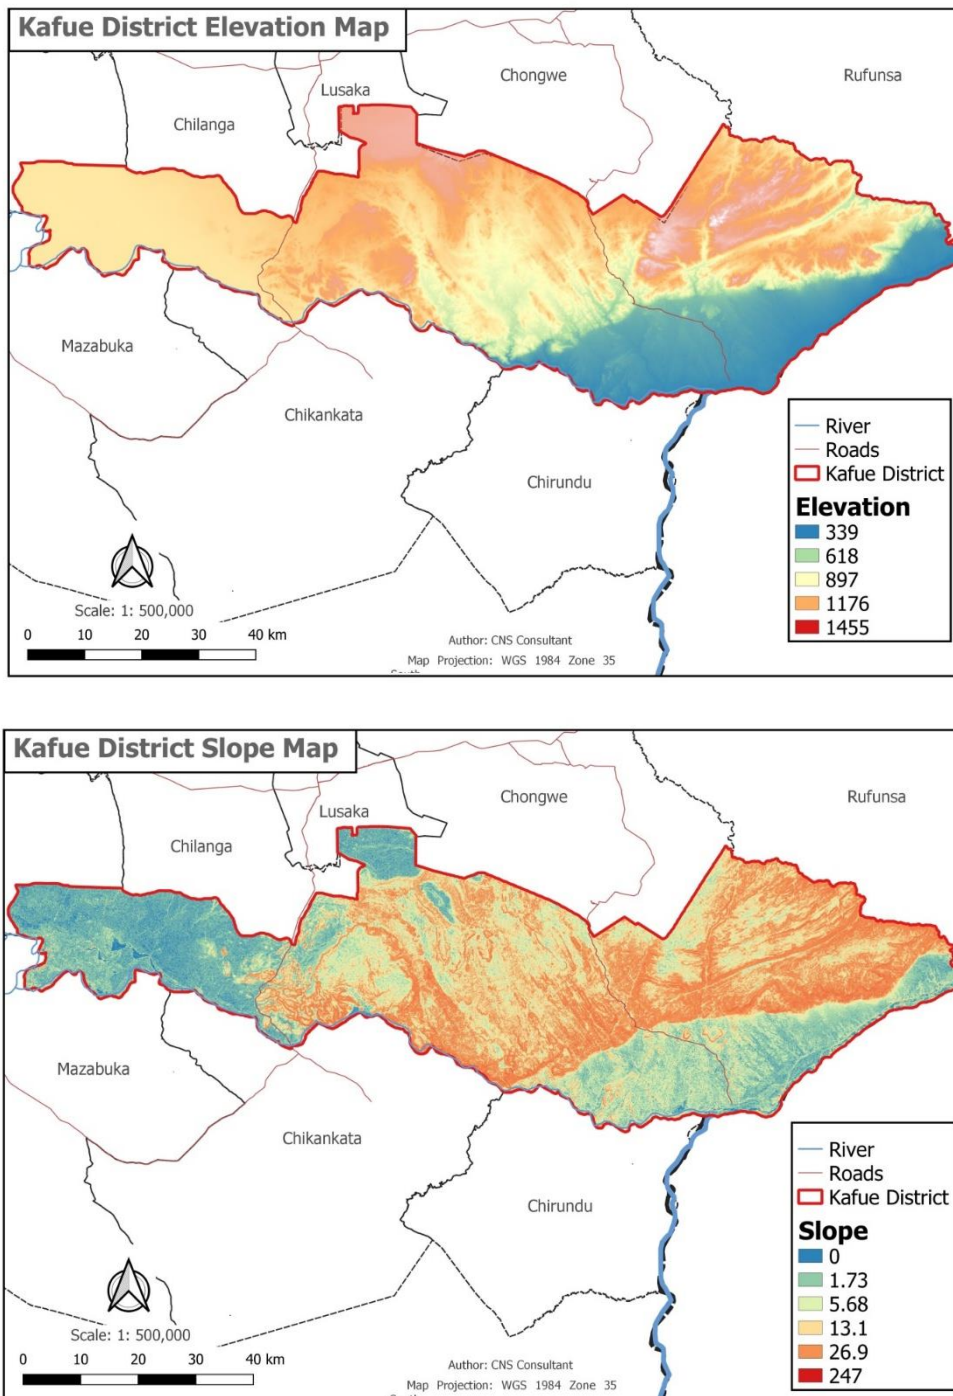 Kafue District Elevation Map
Chongwe
Rufunsa
Lusaka
Chilanga
Mazabuka
Chikankata
Chirundu
River
Roads
Kafue District
Elevation
339
618
897
1176
1455
Scale: 1: 500,000
0 10 20 30 40 km
Author: CNS Consultant
Map Projection: WGS 1984 Zone 35
Kafue District Slope Map
Chongwe
Rufunsa
Lusaka
Chilanga
Mazabuka
Chikankata
Chirundu
River
Roads
Kafue District
Slope
0
1.73
5.68
13.1
26.9
247
Scale: 1: 500,000
0 10 20 30 40 km
Author: CNS Consultant
Map Projection: WGS 1984 Zone 35